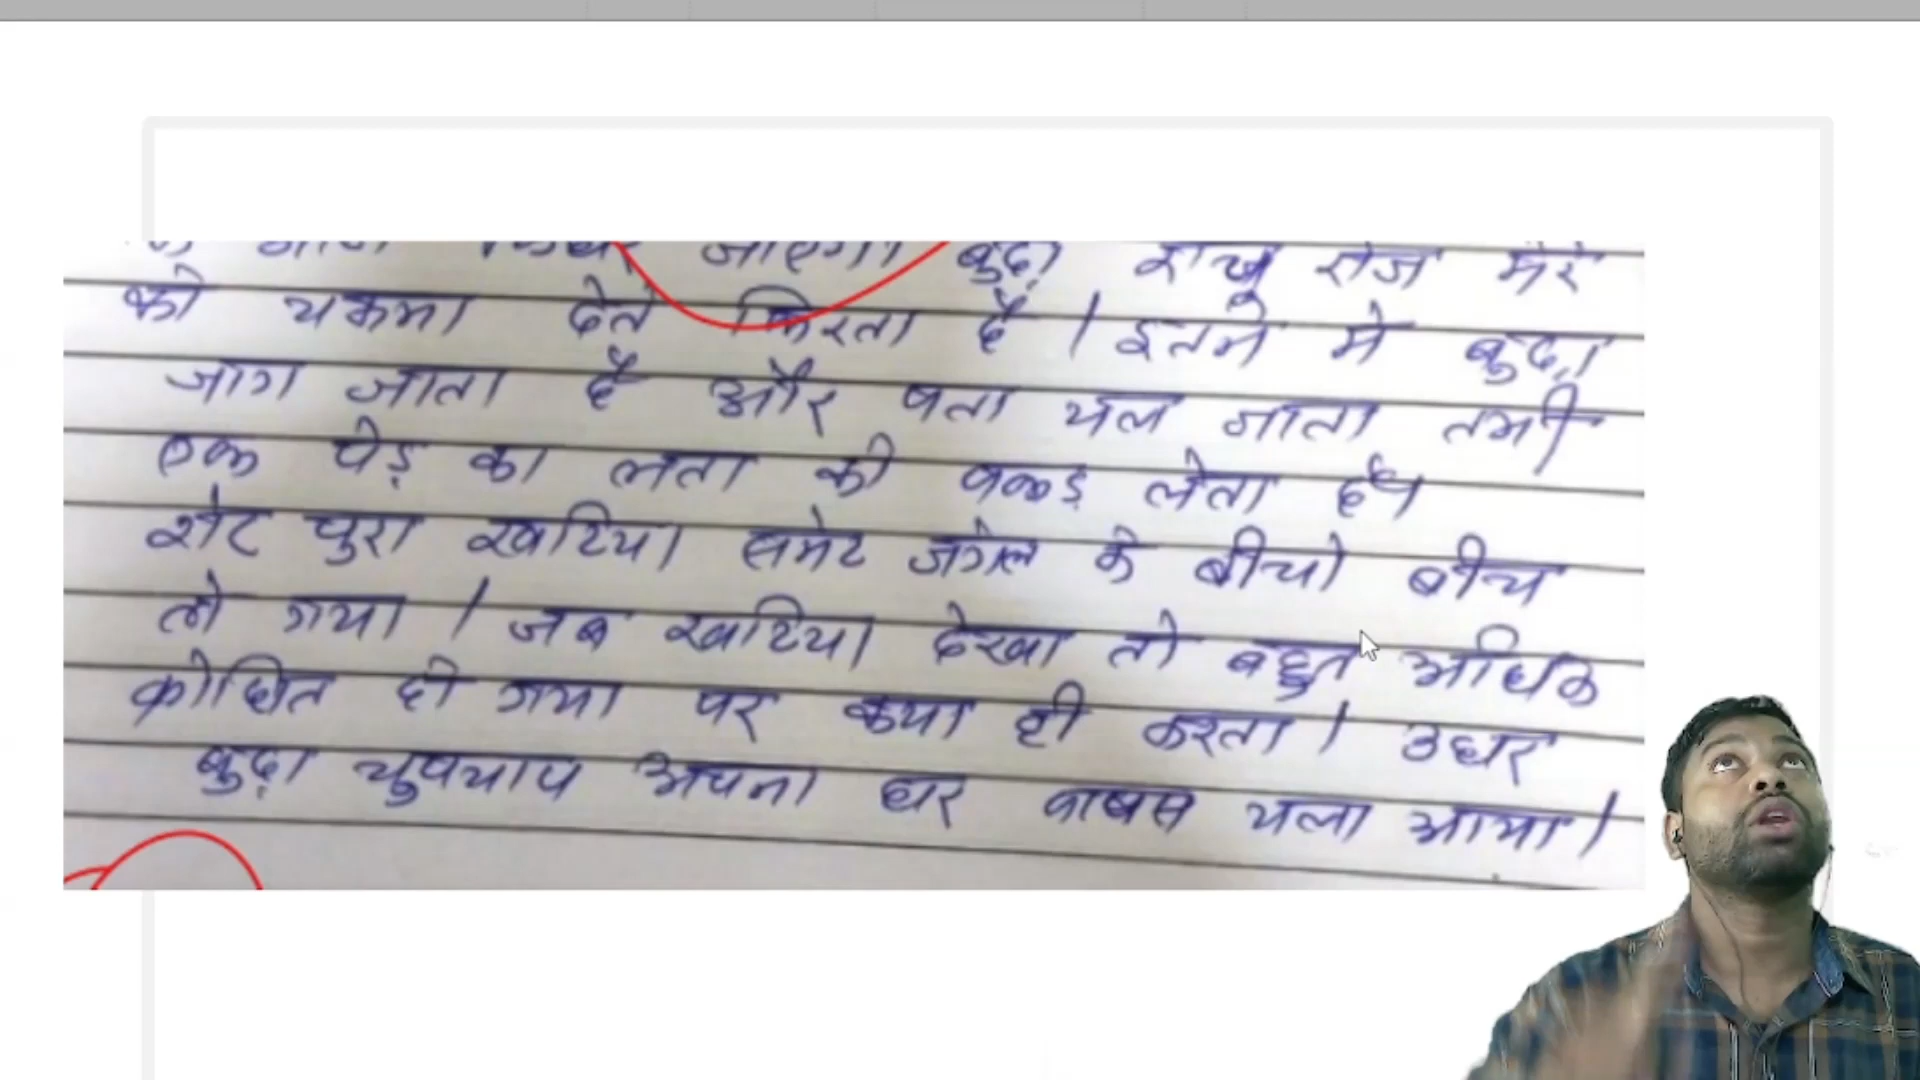 जाएगा बुढ़ा रोज मेरे
को चकमा देते फिरता है। इतने मे बुढ़ा
जाग जाता है और पता चल जाता तभी
एक पेड़ का लता को पकड़ लेता है।
शेर पुरा खटिया समेट जंगल के बीचो बीच
ले गया। जब खटिया देखा तो बहुत अधिक
क्रोधित हो गया पर क्या ही करता। उधर
बुढ़ा चुपचाप अपना घर वापस चला आया।